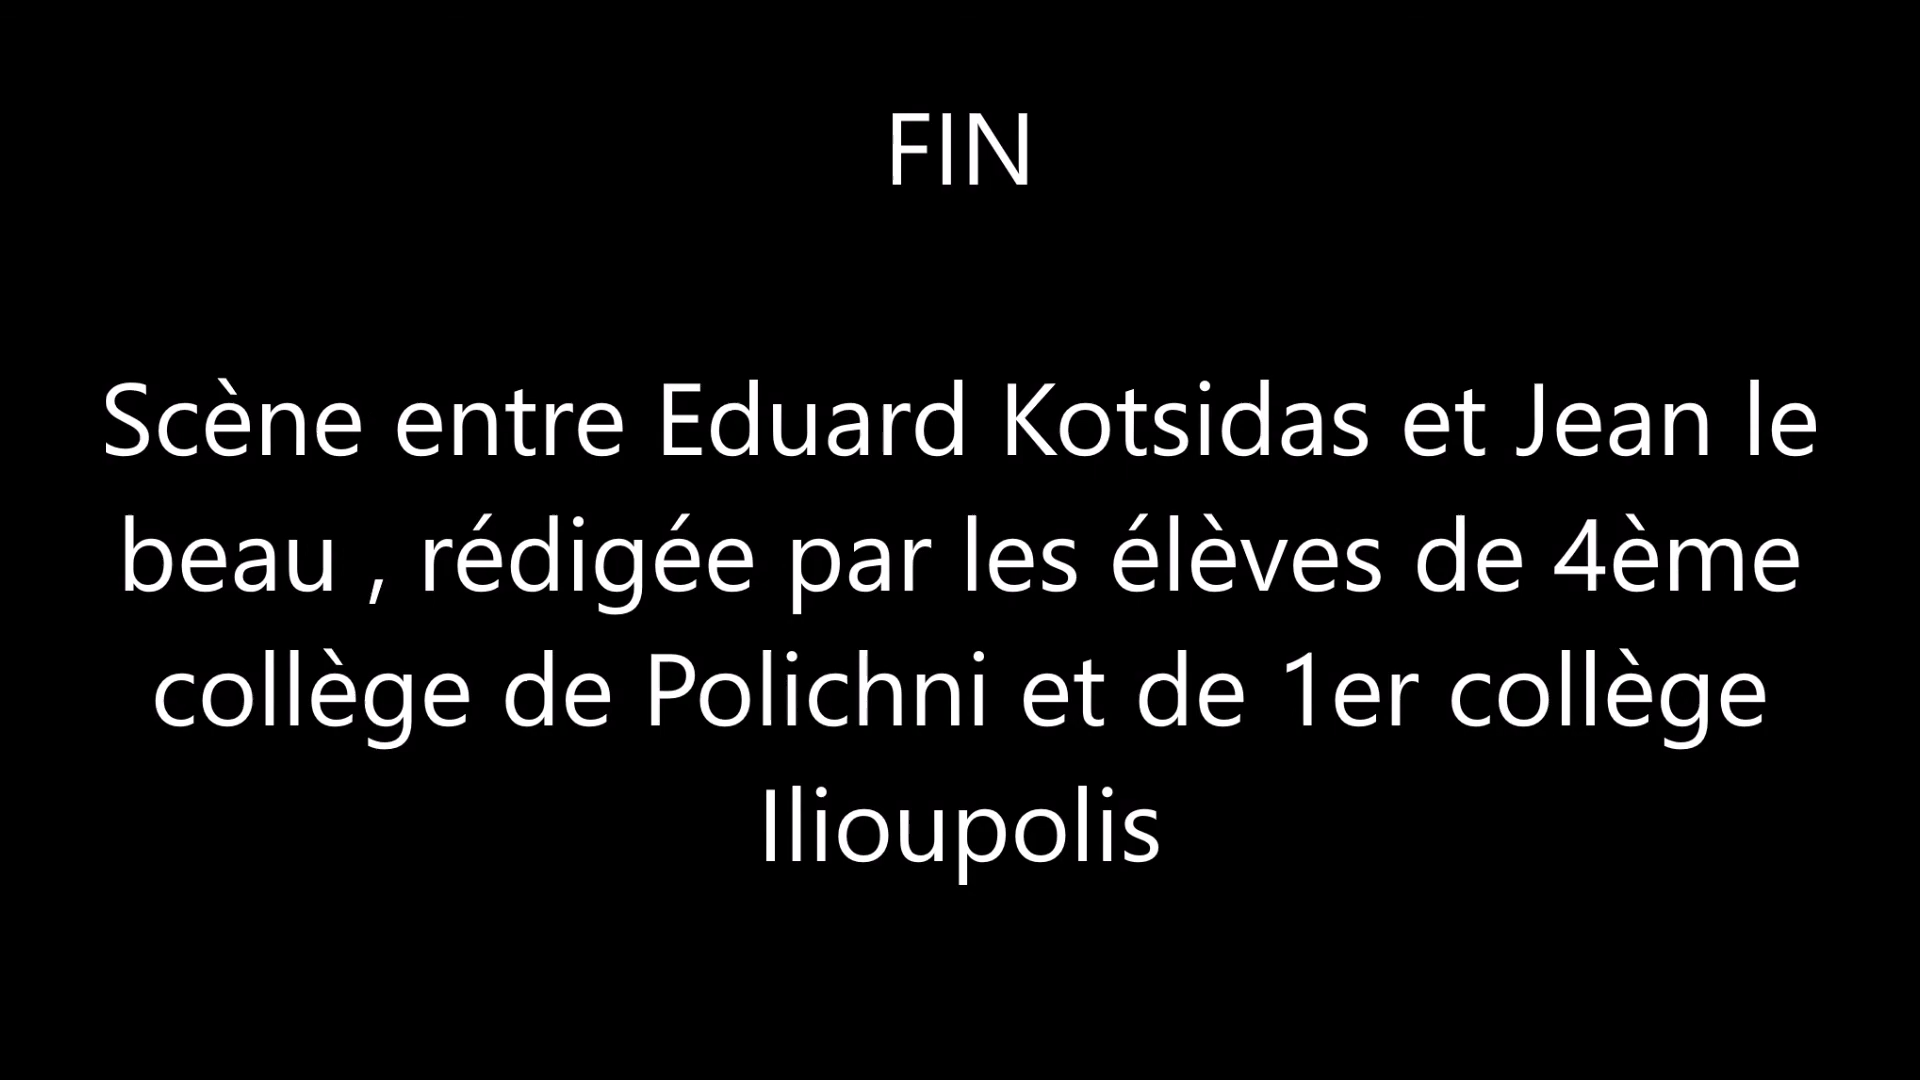 FIN
Scène entre Eduard Kotsidas et Jean le
beau , rédigée par les élèves de 4ème
collège de Polichni et de 1er collège
Ilioupolis